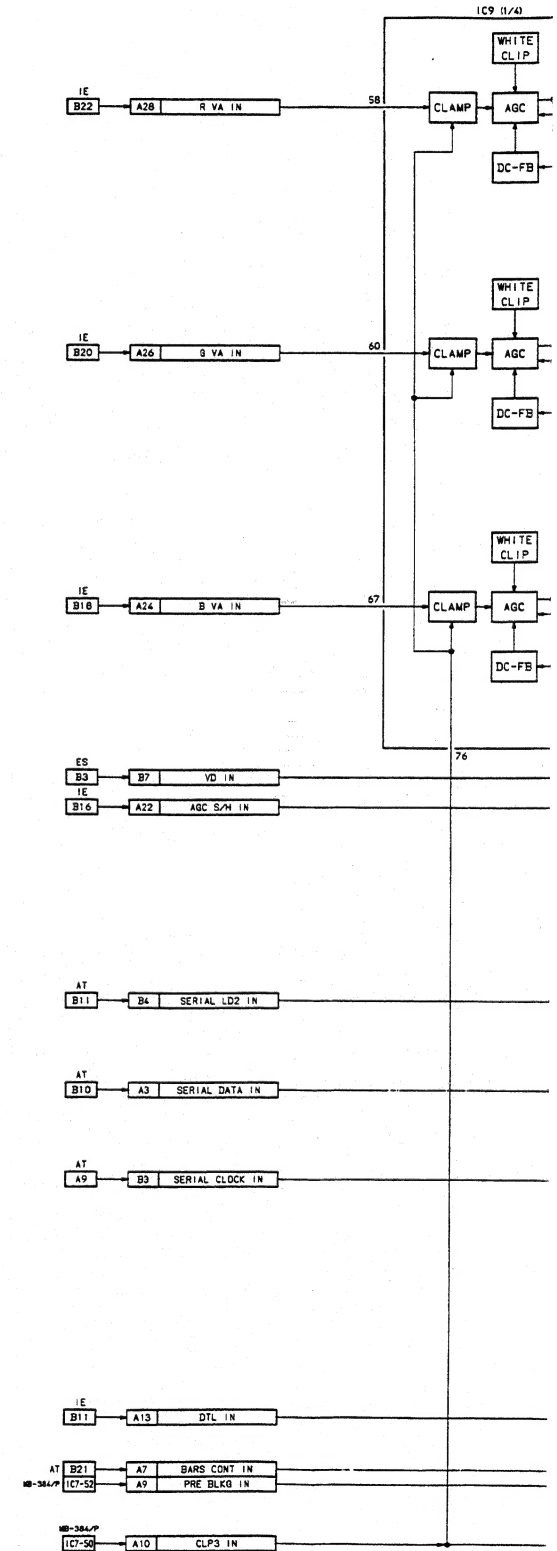 IC9 (1/4)
WHITE
CLIP
IE
B22 A28 R VA IN 58 CLAMP AGC
DC-FB
WHITE
CLIP
IE
B20 A26 G VA IN 60 CLAMP AGC
DC-FB
WHITE
CLIP
IE
B18 A24 B VA IN 67 CLAMP AGC
DC-FB
76
ES
B3 B7 VD IN
IE
B16 A22 AGC S/H IN
AT
B11 B4 SERIAL LD2 IN
AT
B10 A3 SERIAL DATA IN
AT
A9 B3 SERIAL CLOCK IN
IE
B11 A13 DTL IN
AT B21 A7 BARS CONT IN
MB-384/P IC7-52 A9 PRE BLKG IN
MB-384/P
IC7-50 A10 CLP3 IN